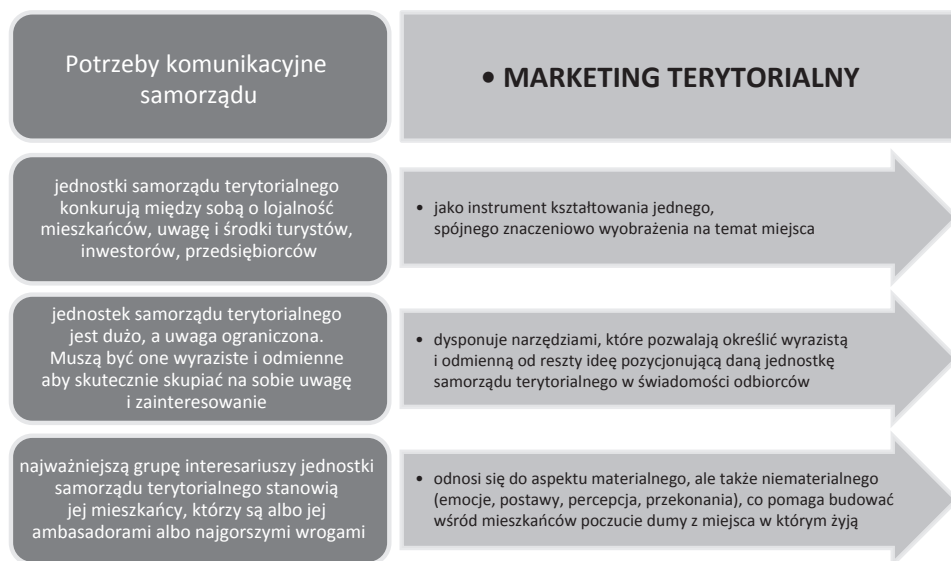 Potrzeby komunikacyjne
samorządu
• MARKETING TERYTORIALNY
jednostki samorządu terytorialnego
konkurują między sobą o lojalność
mieszkańców, uwagę i środki turystów,
inwestorów, przedsiębiorców
• jako instrument kształtowania jednego,
spójnego znaczeniowo wyobrażenia na temat miejsca
jednostek samorządu terytorialnego
jest dużo, a uwaga ograniczona.
Muszą być one wyraziste i odmienne
aby skutecznie skupiać na sobie uwagę
i zainteresowanie
• dysponuje narzędziami, które pozwalają określić wyrazistą
i odmienną od reszty ideę pozycjonującą daną jednostkę
samorządu terytorialnego w świadomości odbiorców
najważniejszą grupę interesariuszy jednostki
samorządu terytorialnego stanowią
jej mieszkańcy, którzy są albo jej
ambasadorami albo najgorszymi wrogami
• odnosi się do aspektu materialnego, ale także niematerialnego
(emocje, postawy, percepcja, przekonania), co pomaga budować
wśród mieszkańców poczucie dumy z miejsca w którym żyją